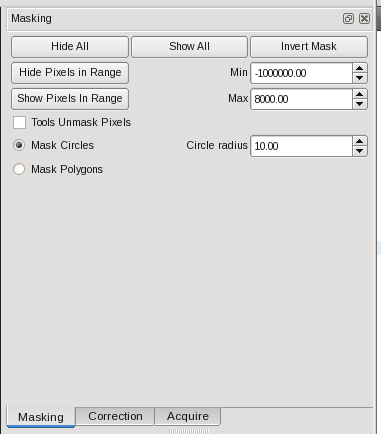 Masking
Hide All Show All Invert Mask
Hide Pixels in Range Min -1000000.00
Show Pixels In Range Max 8000.00
Tools Unmask Pixels
Mask Circles Circle radius 10.00
Mask Polygons
Masking Correction Acquire